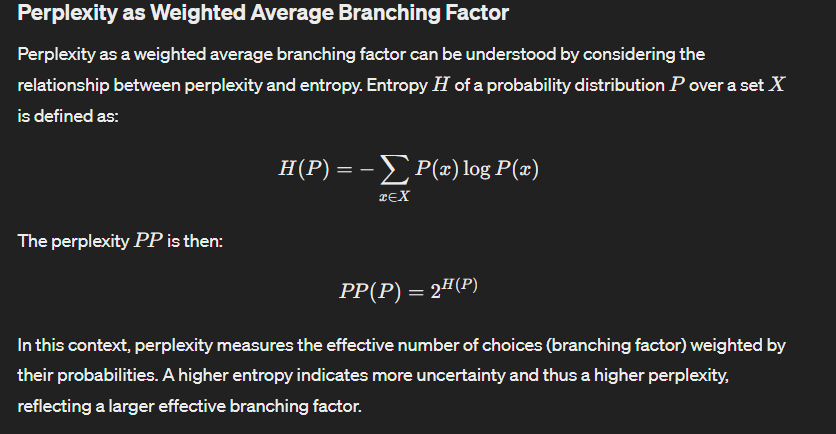 Perplexity as Weighted Average Branching Factor
Perplexity as a weighted average branching factor can be understood by considering the
relationship between perplexity and entropy. Entropy H of a probability distribution P over a set X
is defined as:
H(P) = − ∑ P(x) log P(x)
x∈X
The perplexity PP is then:
PP(P) = 2^{H(P)}
In this context, perplexity measures the effective number of choices (branching factor) weighted by
their probabilities. A higher entropy indicates more uncertainty and thus a higher perplexity,
reflecting a larger effective branching factor.